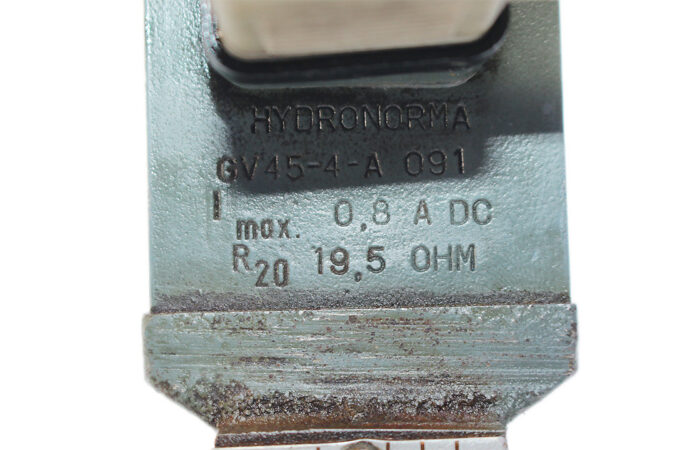 HYDRONORMA
GV45-4-A 091
I max. 0,8 A DC
R20 19,5 OHM